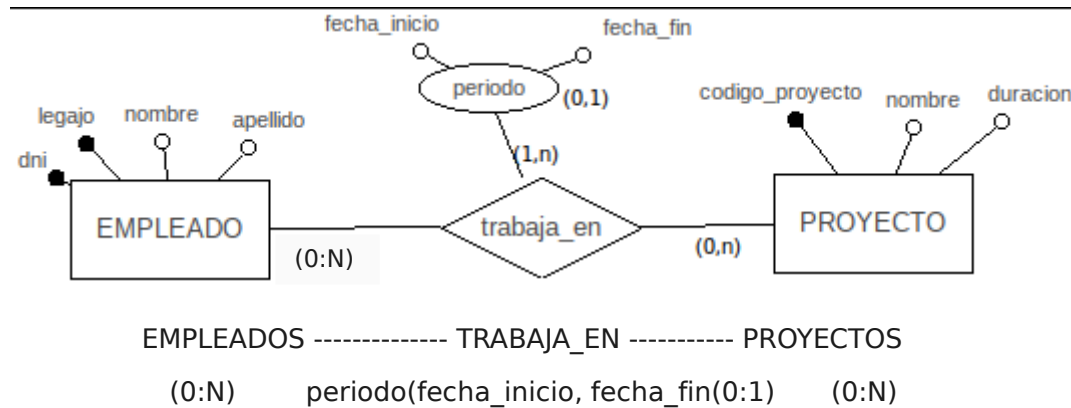 fecha_inicio
fecha_fin
periodo
(0,1)
codigo_proyecto
nombre
duracion
legajo
nombre
apellido
dni
(1,n)
EMPLEADO
trabaja_en
PROYECTO
(0:N)
(0,n)
EMPLEADOS -------------- TRABAJA_EN ----------- PROYECTOS
(0:N) periodo(fecha_inicio, fecha_fin(0:1) (0:N)